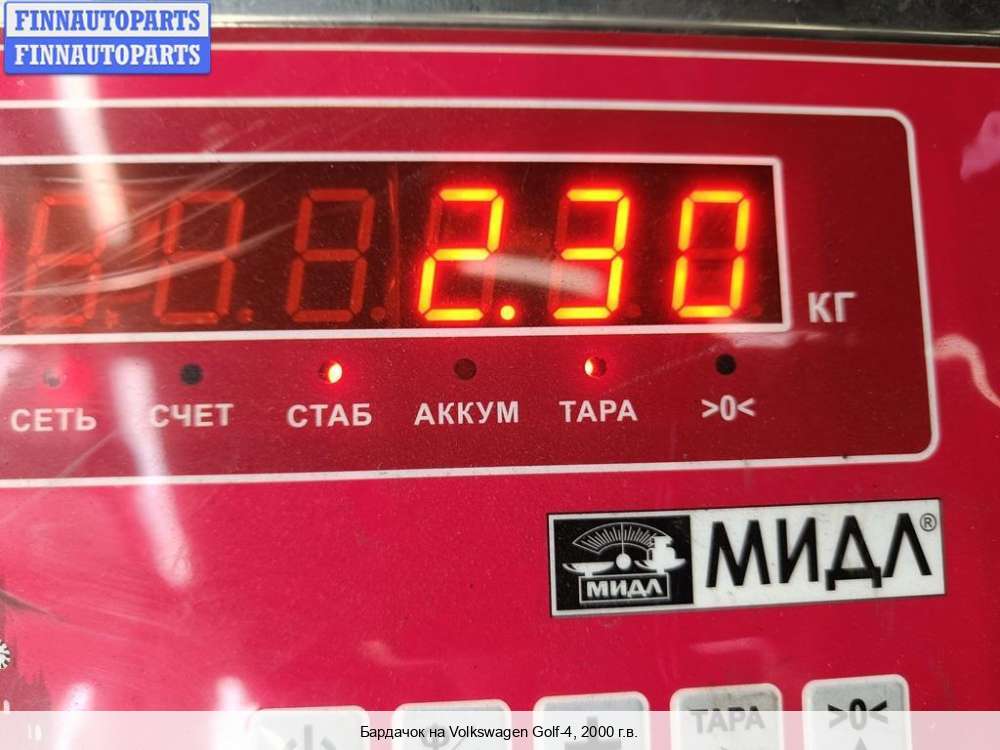 FINNAUTOPARTS
FINNAUTOPARTS
2.30
КГ
СЕТЬ СЧЕТ СТАБ АККУМ ТАРА >0<
МИДЛ МИДЛ®
ТАРА >0<
Бардачок на Volkswagen Golf-4, 2000 г.в.